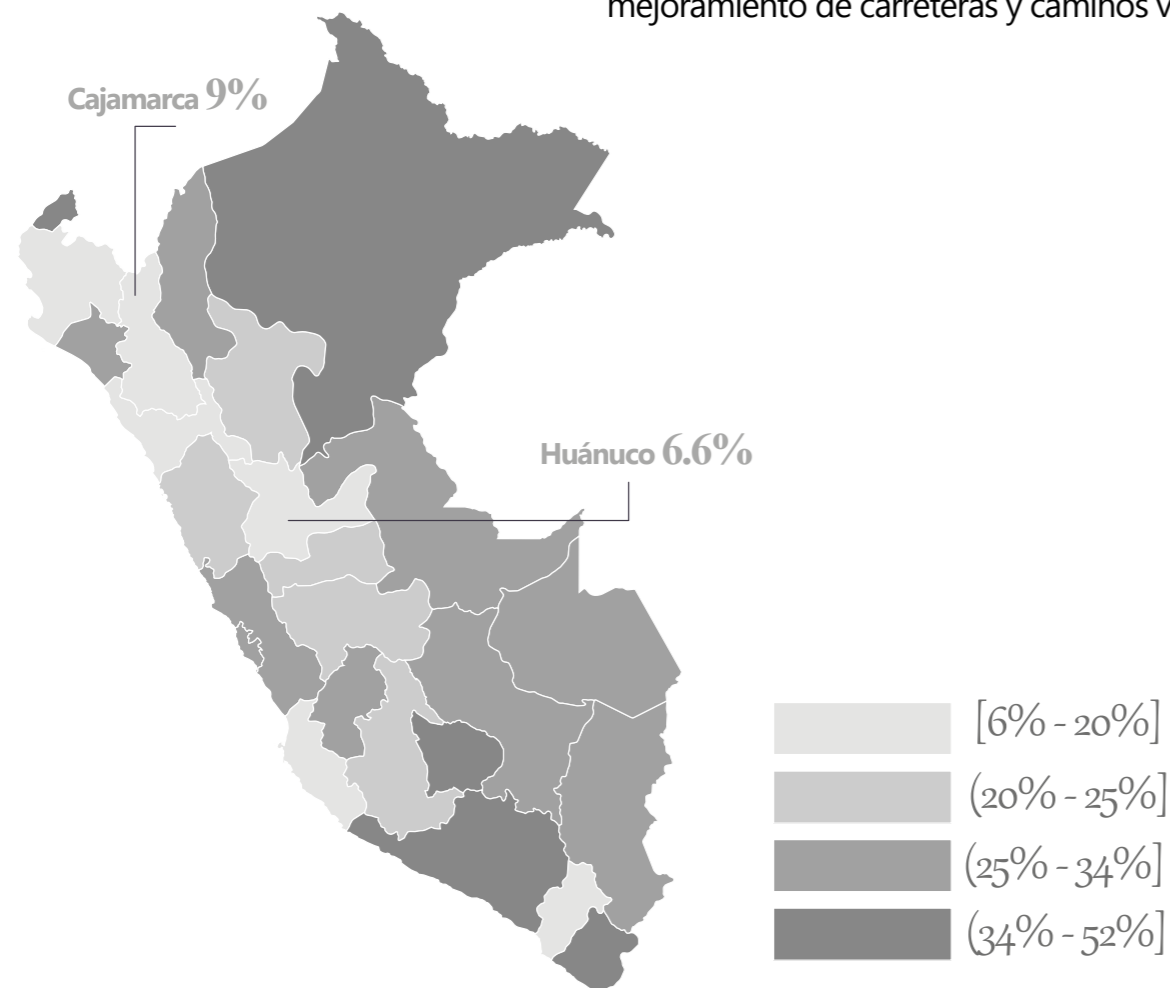 mejoramiento de carreteras y caminos
Cajamarca 9%
Huánuco 6.6%
[6% - 20%]
(20% - 25%]
(25% - 34%]
(34% - 52%]